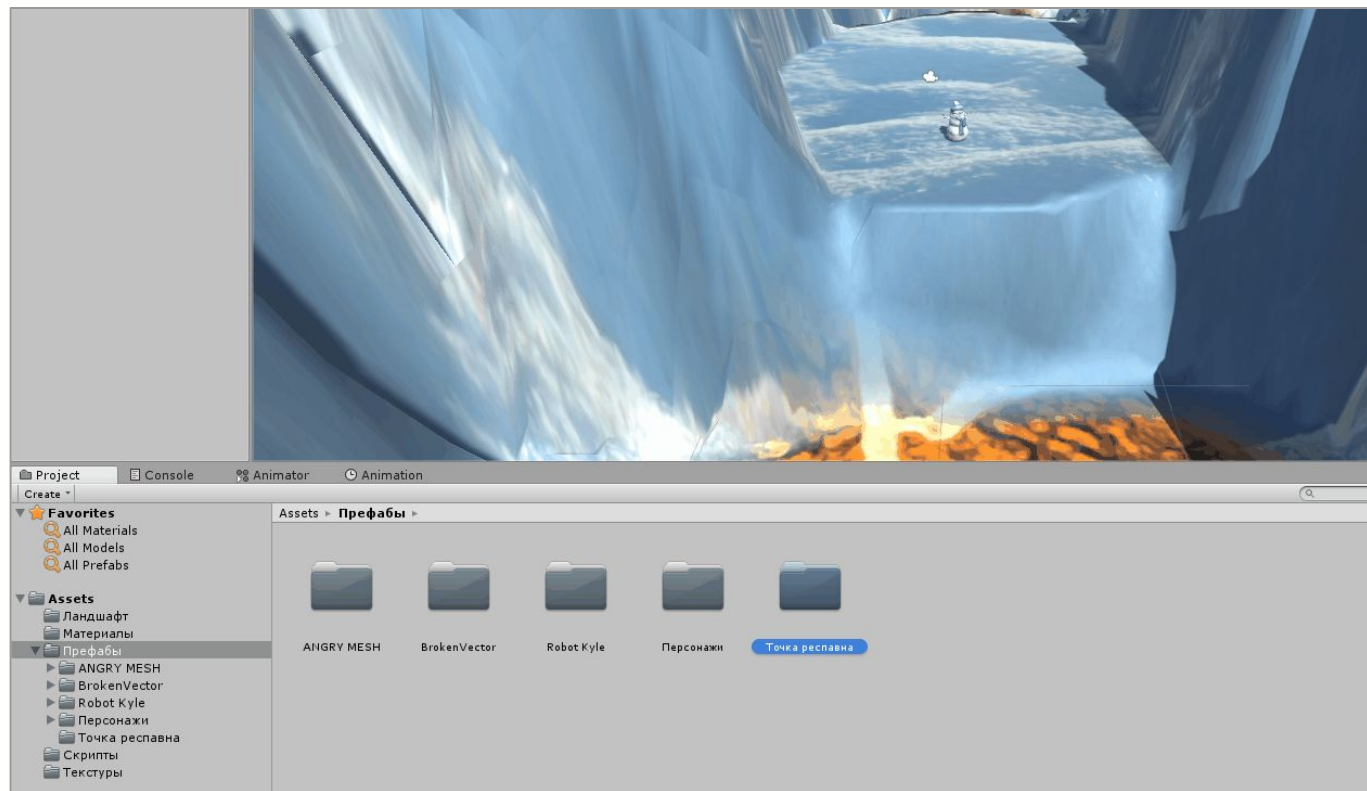 Project Console Animator Animation
Create
Favorites
All Materials
All Models
All Prefabs
Assets
Ландшафт
Материалы
Префабы
ANGRY MESH
BrokenVector
Robot Kyle
Персонажи
Точка респавна
Скрипты
Текстуры
Assets ▸ Префабы ▸
ANGRY MESH BrokenVector Robot Kyle Персонажи Точка респавна